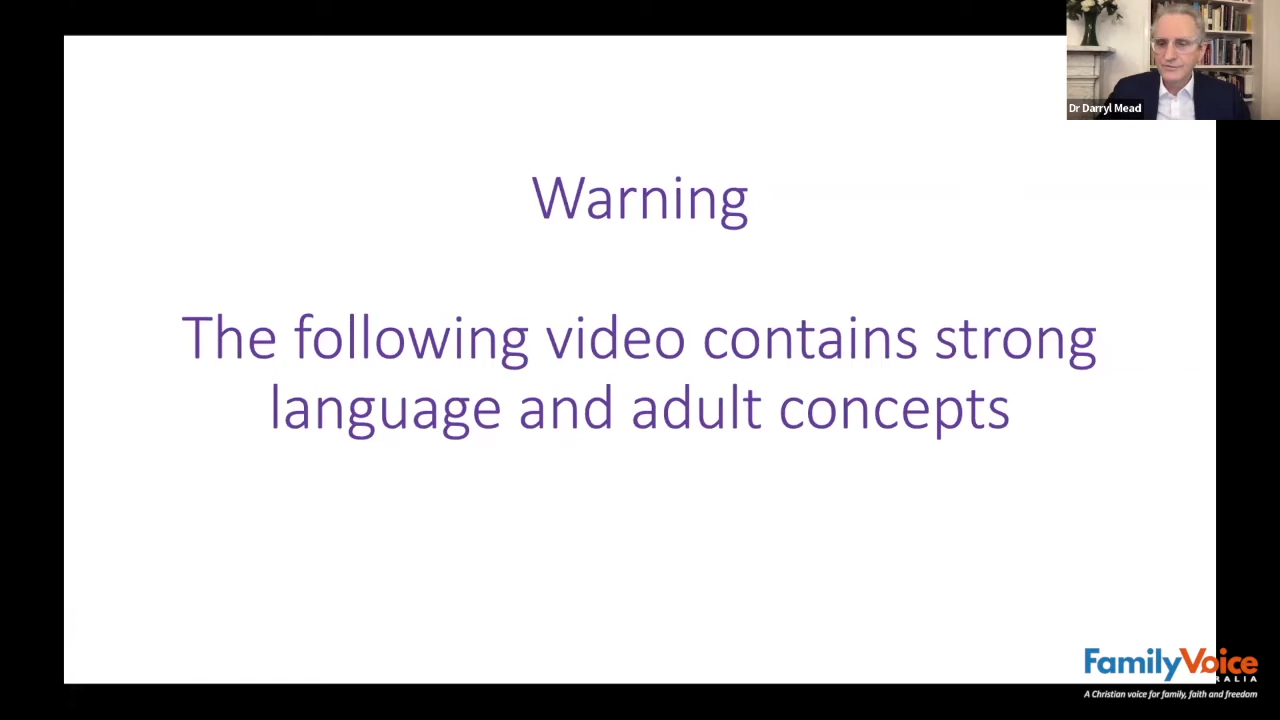 Dr Darryl Mead
Warning
The following video contains strong
language and adult concepts
FamilyVoice
RALIA
A Christian voice for family, faith and freedom